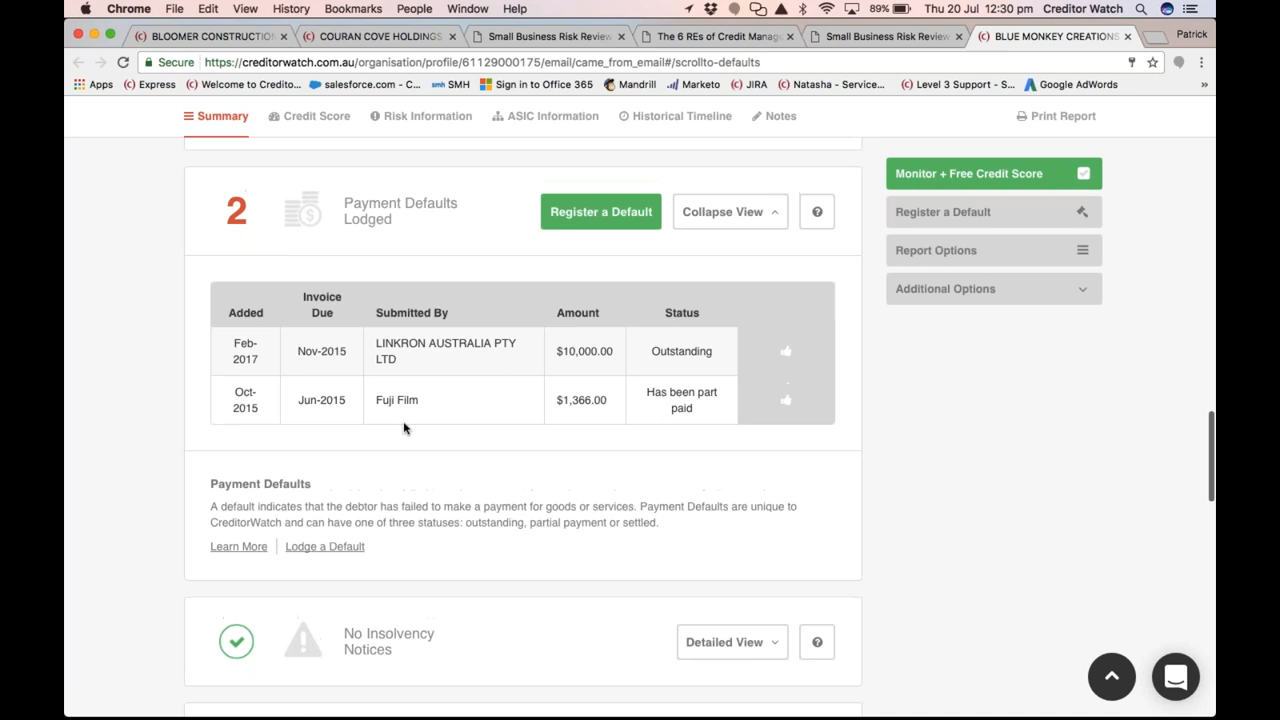 Chrome File Edit View History Bookmarks People Window Help 89% Thu 20 Jul 12:30 pm Creditor Watch
BLOOMER CONSTRUCTION COURAN COVE HOLDINGS Small Business Risk Review The 6 REs of Credit Manage Small Business Risk Review BLUE MONKEY CREATIONS Patrick
Secure https://creditorwatch.com.au/organisation/profile/61129000175/email/came_from_email#/scrollto-defaults
Apps Express Welcome to Credito... salesforce.com - C... smh SMH Sign in to Office 365 Mandrill Marketo JIRA Natasha - Service... Level 3 Support - S... Google AdWords »
Summary Credit Score Risk Information ASIC Information Historical Timeline Notes Print Report
Monitor + Free Credit Score
Register a Default
Report Options
Additional Options
2 Payment Defaults
Lodged
Register a Default Collapse View ?
Added Invoice
Due Submitted By Amount Status
Feb-
2017 Nov-2015 LINKRON AUSTRALIA PTY
LTD $10,000.00 Outstanding
Oct-
2015 Jun-2015 Fuji Film $1,366.00 Has been part
paid
Payment Defaults
A default indicates that the debtor has failed to make a payment for goods or services. Payment Defaults are unique to
CreditorWatch and can have one of three statuses: outstanding, partial payment or settled.
Learn More Lodge a Default
No Insolvency
Notices
Detailed View ?